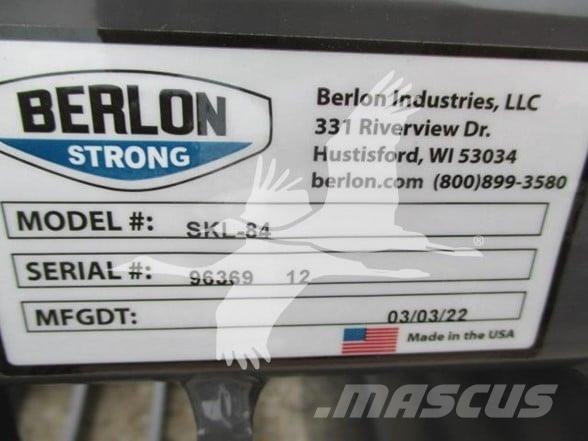 BERLON
STRONG
Berlon Industries, LLC
331 Riverview Dr.
Hustisford, WI 53034
berlon.com (800)899-3580
MODEL #: SKL-84
SERIAL #: 96369 12
MFGDT: 03/03/22
Made in the USA
®
MASCUS